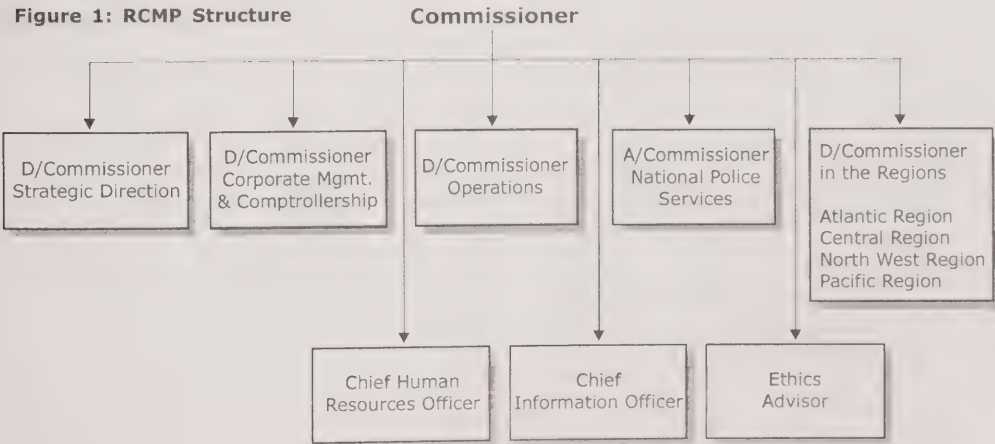 Figure 1: RCMP Structure
Commissioner
D/Commissioner
Strategic Direction
D/Commissioner
Corporate Mgmt.
& Comptrollership
D/Commissioner
Operations
A/Commissioner
National Police
Services
D/Commissioner
in the Regions
Atlantic Region
Central Region
North West Region
Pacific Region
Chief Human
Resources Officer
Chief
Information Officer
Ethics
Advisor